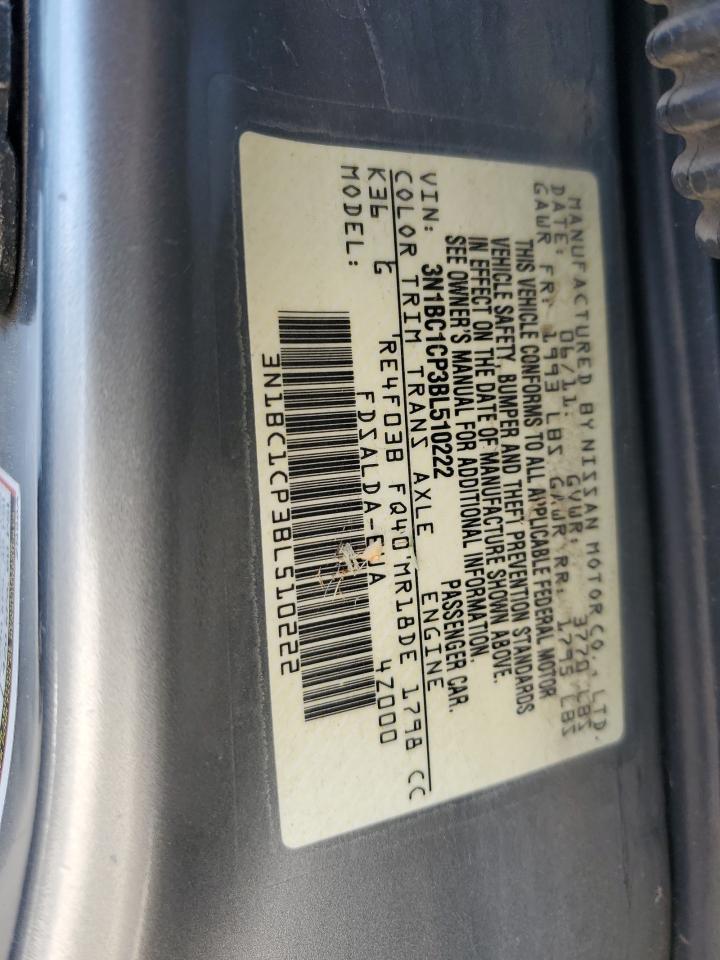 MANUFACTURED BY NISSAN MOTOR CO., LTD.
DATE: 06/11 GVWR: 3770 LBS
GAWR FR: 1993 LBS GAWR RR: 1795 LBS
THIS VEHICLE CONFORMS TO ALL APPLICABLE FEDERAL MOTOR
VEHICLE SAFETY, BUMPER AND THEFT PREVENTION STANDARDS
IN EFFECT ON THE DATE OF MANUFACTURE SHOWN ABOVE.
SEE OWNER'S MANUAL FOR ADDITIONAL INFORMATION.
VIN: 3N1BC1CP3BL510222 PASSENGER CAR.
COLOR TRIM TRANS AXLE ENGINE
K36 G RE4F03B FQ40 MR18DE 1798 CC
MODEL: 4Z000
3N1BC1CP3BL510222